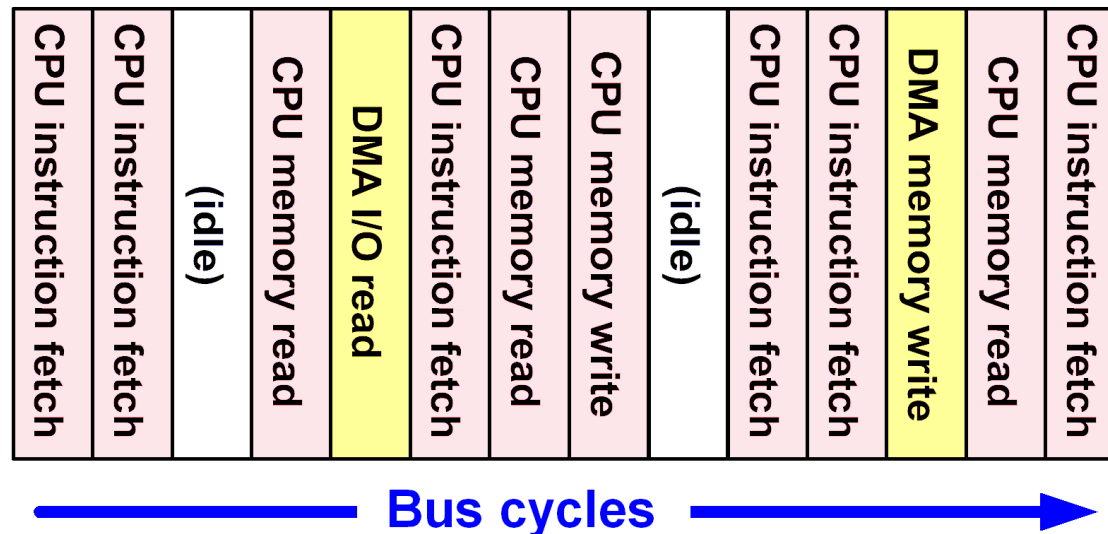 CPU instruction fetch
CPU instruction fetch
(idle)
CPU memory read
DMA I/O read
CPU instruction fetch
CPU memory read
CPU memory write
(idle)
CPU instruction fetch
CPU instruction fetch
DMA memory write
CPU memory read
CPU instruction fetch
Bus cycles